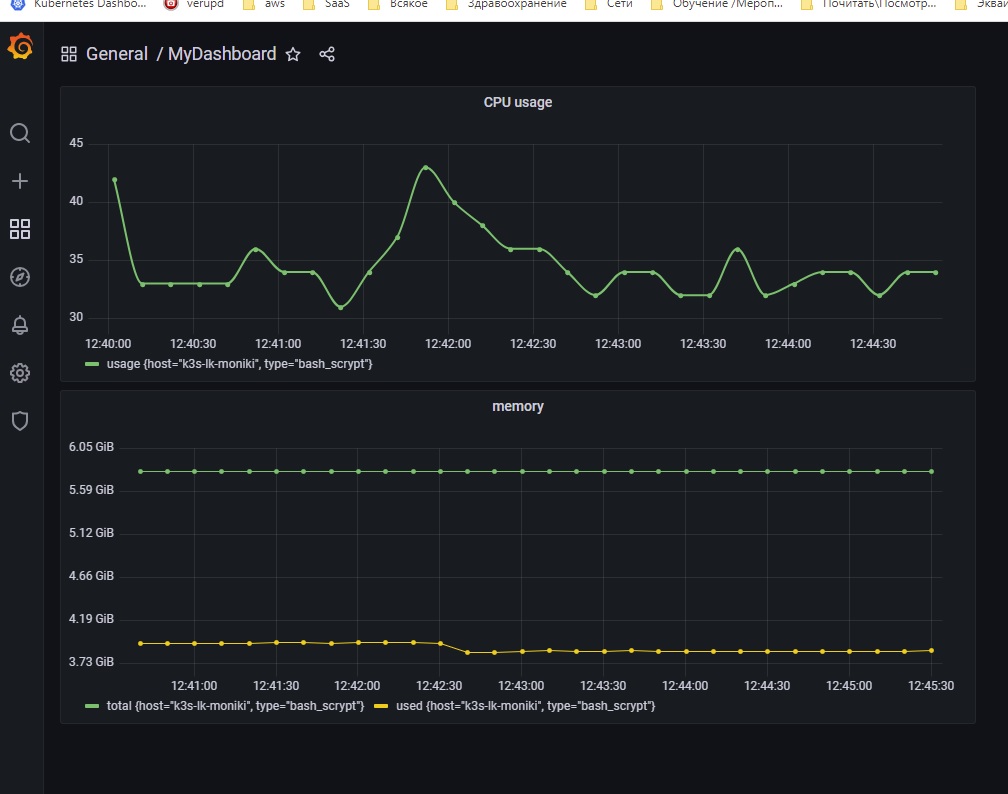 Kubernetes Dashbo... verupd aws SaaS Всякое Здравоохранение Сети Обучение /Мероп... Почитать\Посмотр... Эквай
General / MyDashboard
CPU usage
45
40
35
30
12:40:00 12:40:30 12:41:00 12:41:30 12:42:00 12:42:30 12:43:00 12:43:30 12:44:00 12:44:30
usage {host="k3s-lk-moniki", type="bash_scrypt"}
memory
6.05 GiB
5.59 GiB
5.12 GiB
4.66 GiB
4.19 GiB
3.73 GiB
12:41:00 12:41:30 12:42:00 12:42:30 12:43:00 12:43:30 12:44:00 12:44:30 12:45:00 12:45:30
total {host="k3s-lk-moniki", type="bash_scrypt"} used {host="k3s-lk-moniki", type="bash_scrypt"}